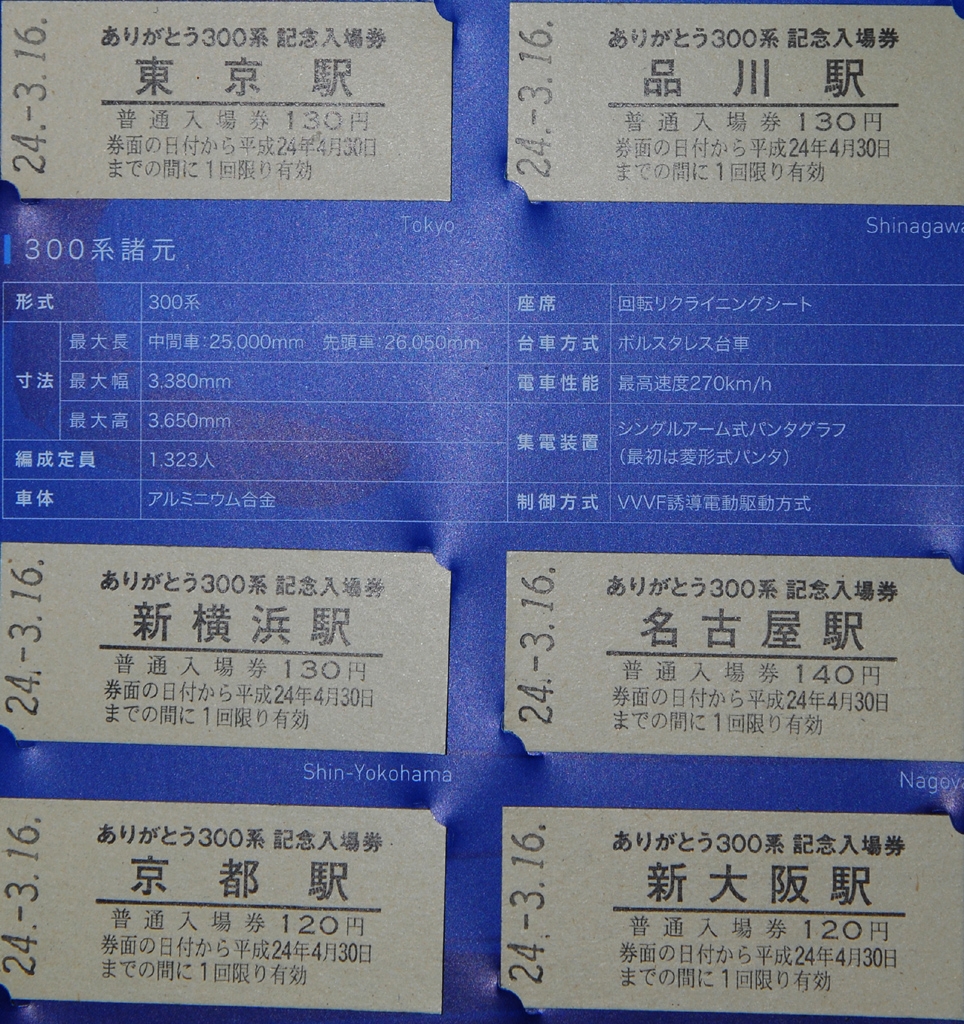 24.-3.16.
ありがとう300系 記念入場券
東京駅
普通入場券 130円
券面の日付から平成24年4月30日
までの間に1回限り有効
24.-3.16.
ありがとう300系 記念入場券
品川駅
普通入場券 130円
券面の日付から平成24年4月30日
までの間に1回限り有効
Tokyo
Shinagawa
300系諸元
形式 300系
寸法
最大長 中間車:25,000mm 先頭車:26,050mm
最大幅 3.380mm
最大高 3.650mm
編成定員 1.323人
車体 アルミニウム合金
座席 回転リクライニングシート
台車方式 ボルスタレス台車
電車性能 最高速度270km/h
集電装置 シングルアーム式パンタグラフ
(最初は菱形式パンタ)
制御方式 VVVF誘導電動駆動方式
24.-3.16.
ありがとう300系 記念入場券
新横浜駅
普通入場券 130円
券面の日付から平成24年4月30日
までの間に1回限り有効
24.-3.16.
ありがとう300系 記念入場券
名古屋駅
普通入場券 140円
券面の日付から平成24年4月30日
までの間に1回限り有効
Shin-Yokohama
Nagoya
24.-3.16.
ありがとう300系 記念入場券
京都駅
普通入場券 120円
券面の日付から平成24年4月30日
までの間に1回限り有効
24.-3.16.
ありがとう300系 記念入場券
新大阪駅
普通入場券 120円
券面の日付から平成24年4月30日
までの間に1回限り有効